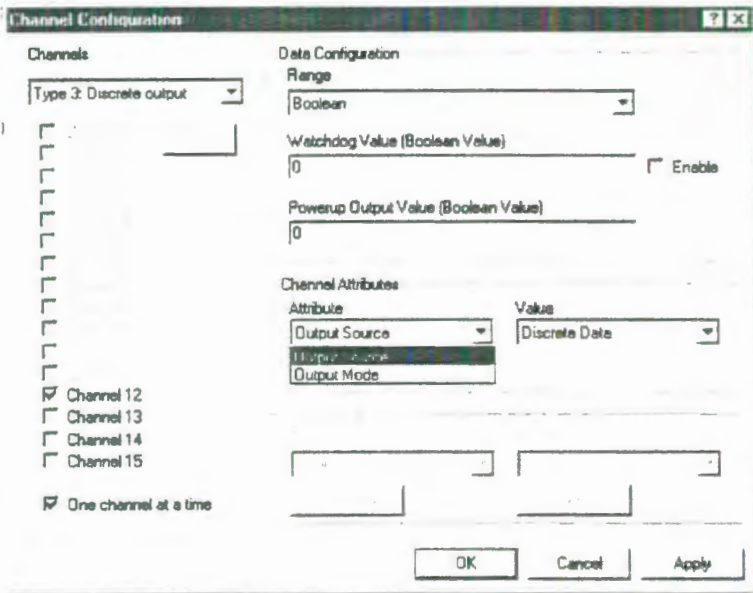 Channel Configuration
Channels
Type 3: Discrete output
Channel 12
Channel 13
Channel 14
Channel 15
One channel at a time
Data Configuration
Range
Boolean
Watchdog Value (Boolean Value)
0
Enable
Powerup Output Value (Boolean Value)
0
Channel Attributes
Attribute
Value
Output Source
Discrete Data
Output Source
Output Mode
OK
Cancel
Apply